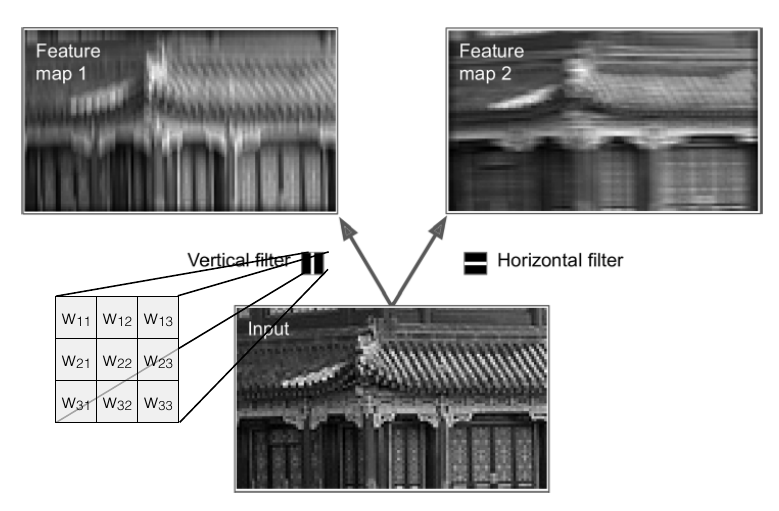 Feature
map 1
Feature
map 2
Vertical filter
Horizontal filter
Input
w11 w12 w13
w21 w22 w23
w31 w32 w33